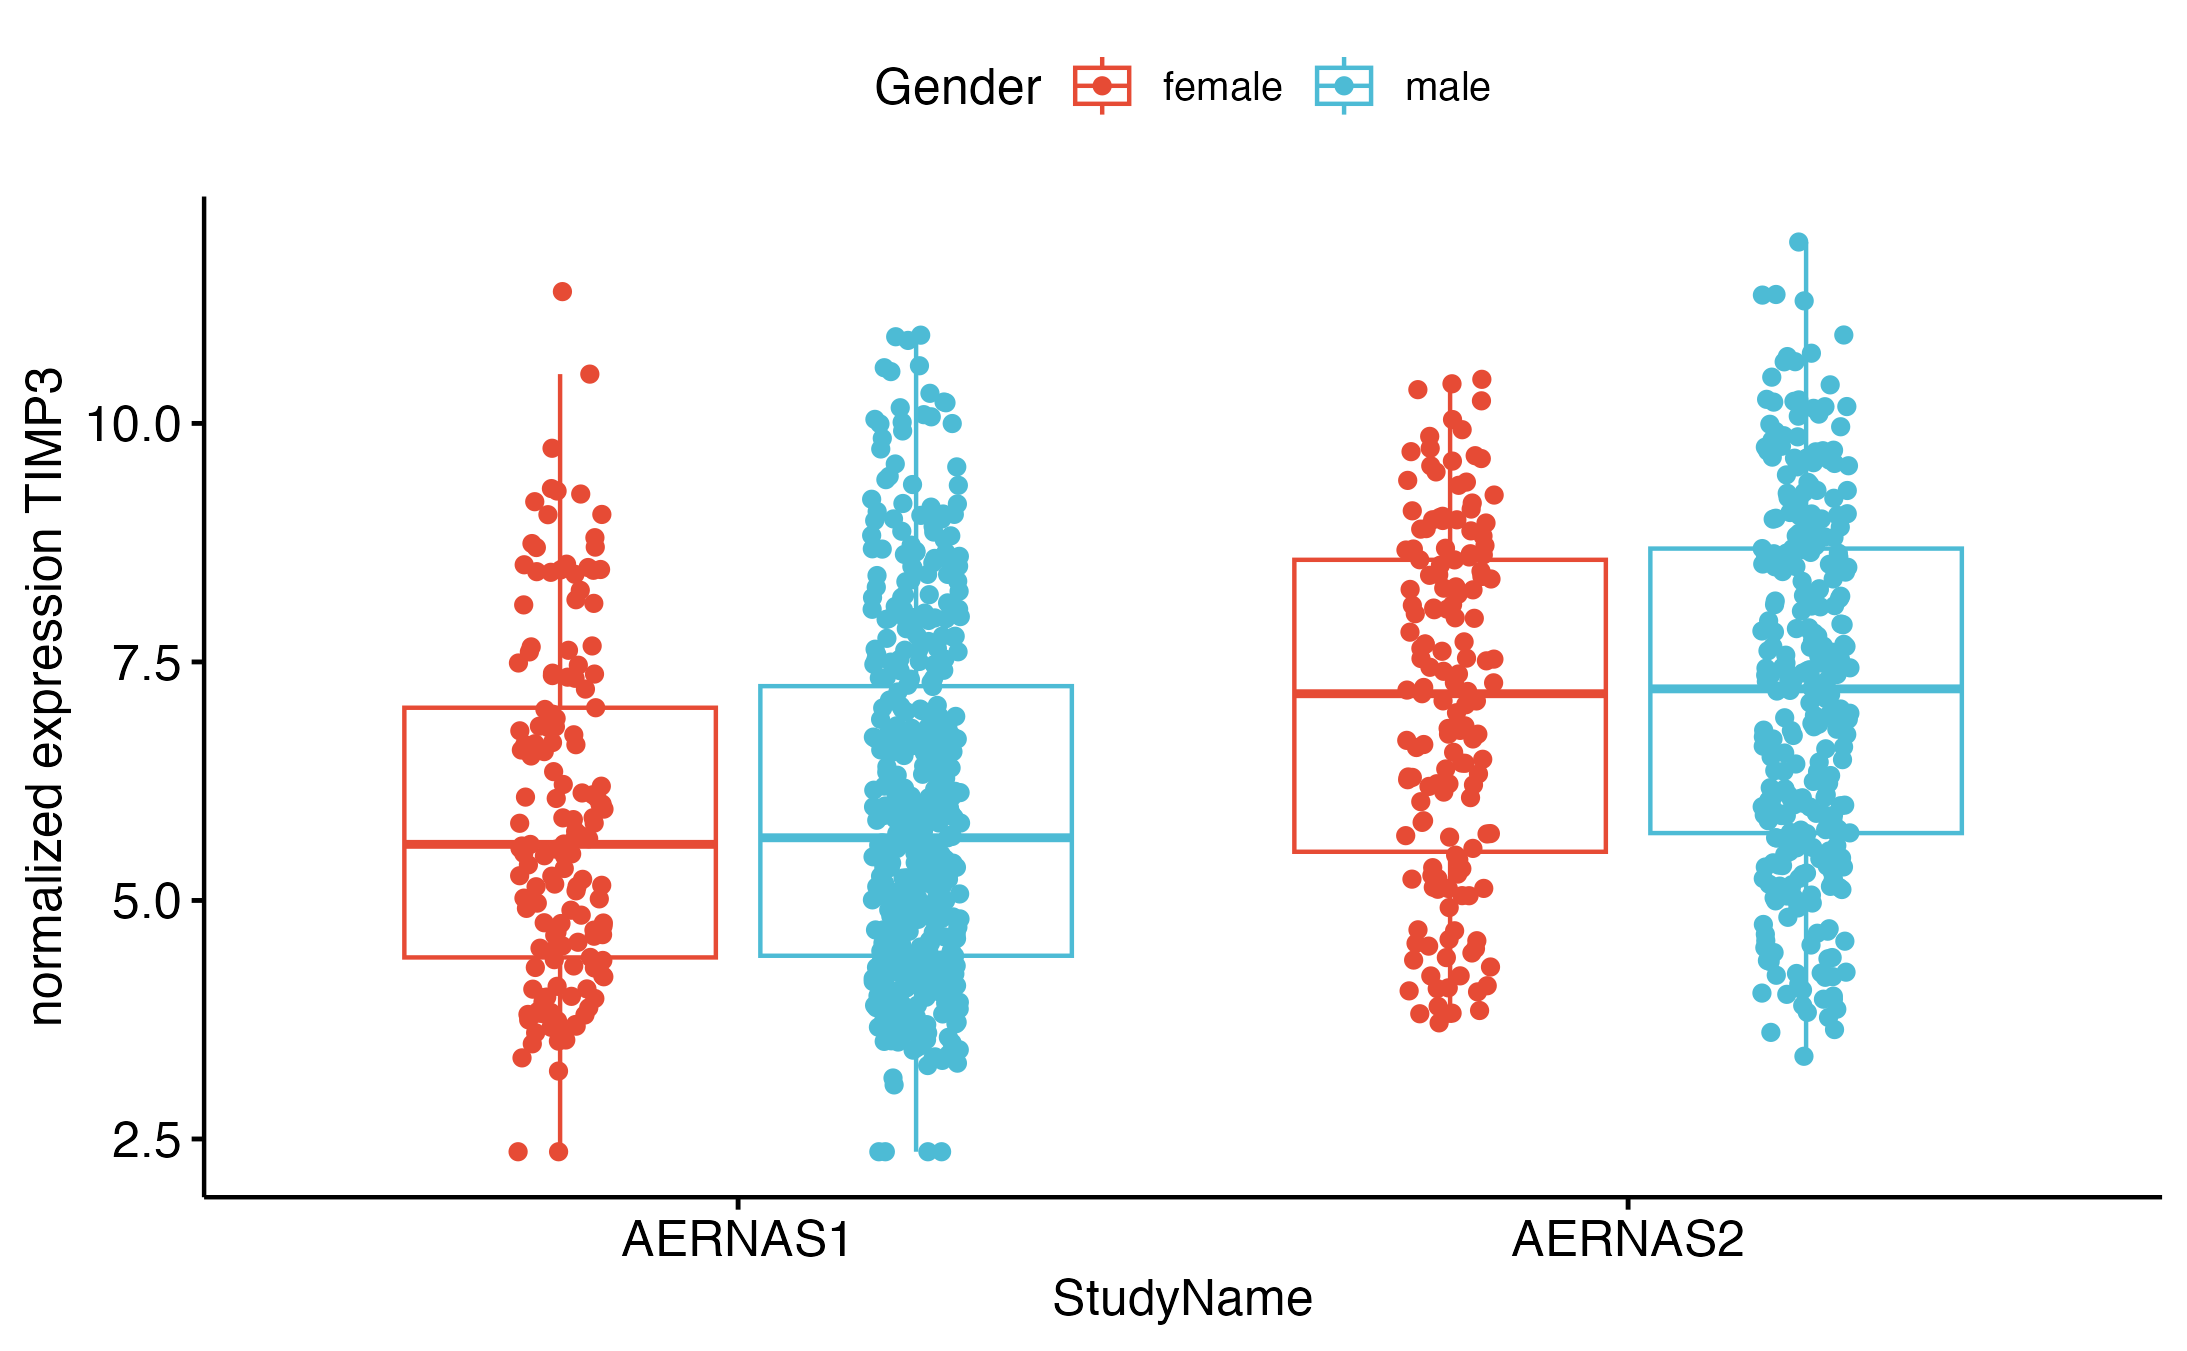 Gender female male
normalized expression TIMP3
10.0
7.5
5.0
2.5
AERNAS1 AERNAS2
StudyName